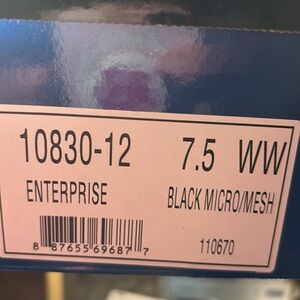 10830-12 7.5 WW
ENTERPRISE BLACK MICRO/MESH
8 87655 69687 7 110670